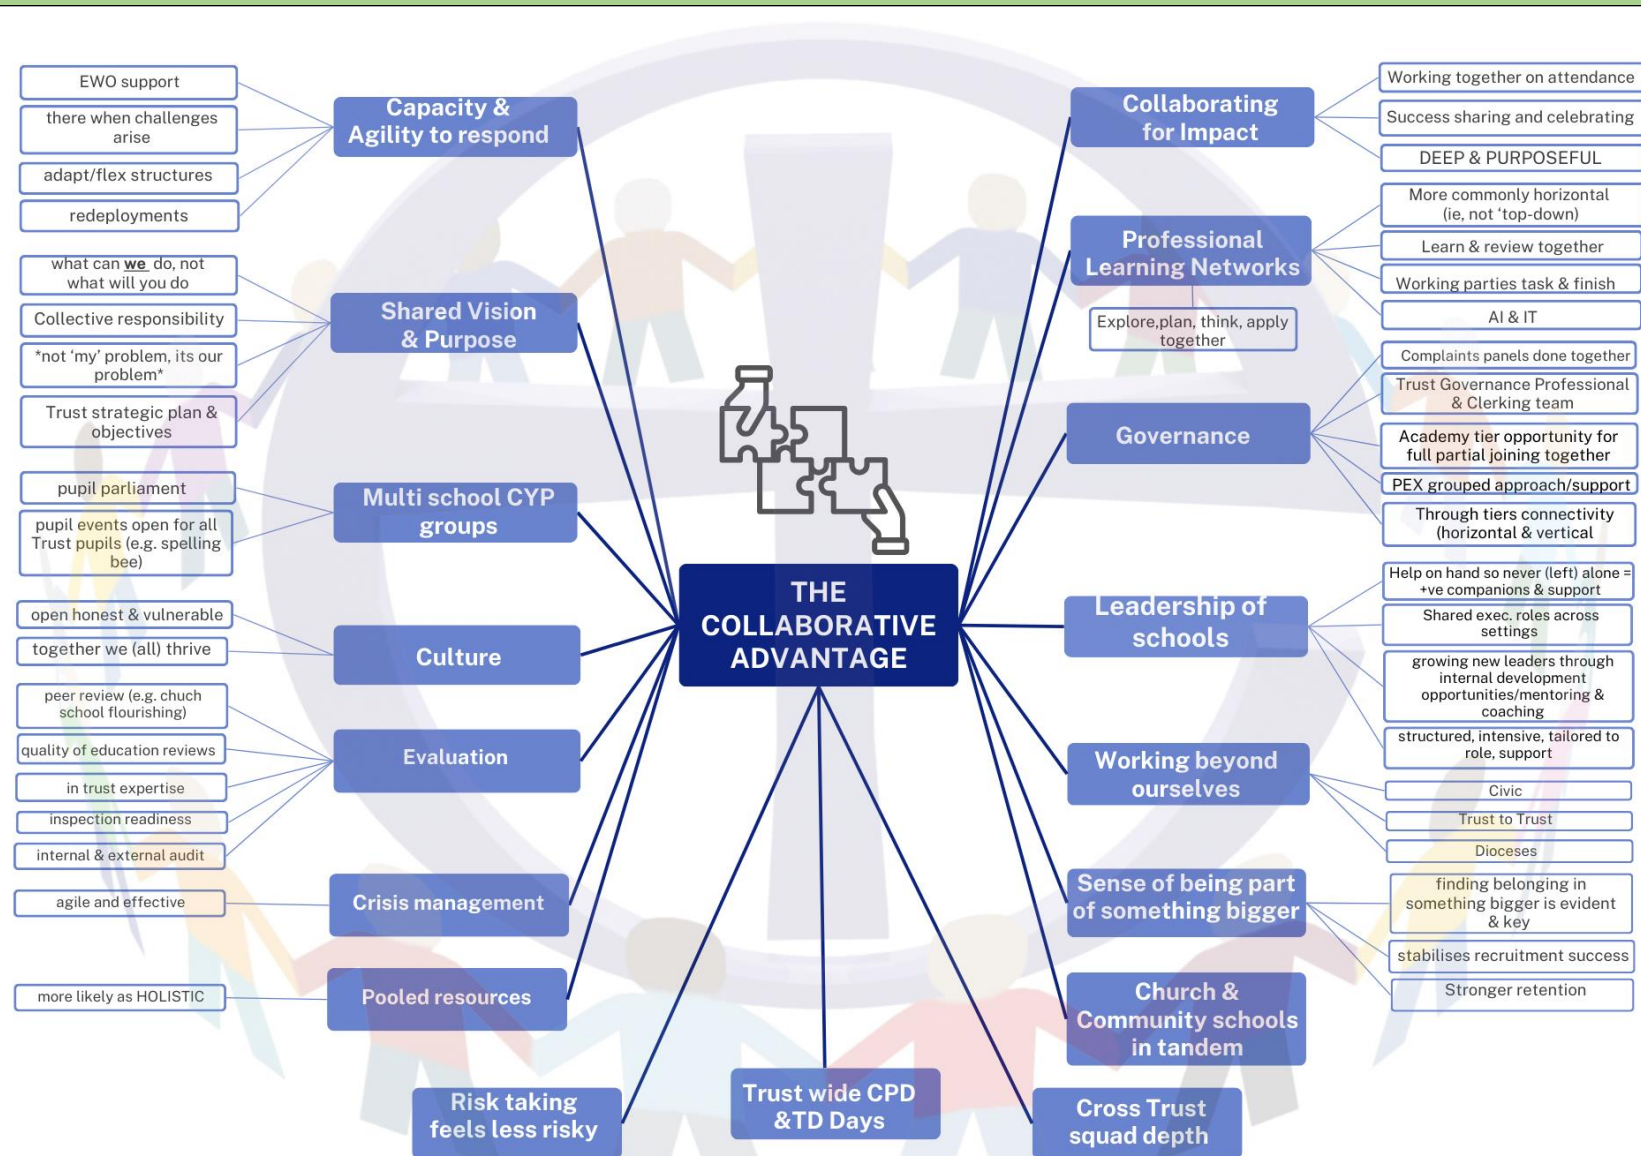 EWO support
there when challenges
arise
adapt/flex structures
redeployments
Capacity &
Agility to respond
what can we do, not
what will you do
Collective responsibility
*not ‘my’ problem, its our
problem*
Trust strategic plan &
objectives
Shared Vision
& Purpose
pupil parliament
pupil events open for all
Trust pupils (e.g. spelling
bee)
Multi school CYP
groups
open honest & vulnerable
together we (all) thrive
Culture
peer review (e.g. chuch
school flourishing)
quality of education reviews
in trust expertise
inspection readiness
internal & external audit
Evaluation
agile and effective
Crisis management
more likely as HOLISTIC
Pooled resources
THE
COLLABORATIVE
ADVANTAGE
Risk taking
feels less risky
Trust wide CPD
&TD Days
Cross Trust
squad depth
Collaborating
for Impact
Working together on attendance
Success sharing and celebrating
DEEP & PURPOSEFUL
Professional
Learning Networks
More commonly horizontal
(ie, not ‘top-down)
Learn & review together
Working parties task & finish
AI & IT
Explore,plan, think, apply
together
Governance
Complaints panels done together
Trust Governance Professional
& Clerking team
Academy tier opportunity for
full partial joining together
PEX grouped approach/support
Through tiers connectivity
(horizontal & vertical
Leadership of
schools
Help on hand so never (left) alone =
+ve companions & support
Shared exec. roles across
settings
growing new leaders through
internal development
opportunities/mentoring &
coaching
structured, intensive, tailored to
role, support
Working beyond
ourselves
Civic
Trust to Trust
Dioceses
Sense of being part
of something bigger
finding belonging in
something bigger is evident
& key
stabilises recruitment success
Stronger retention
Church &
Community schools
in tandem